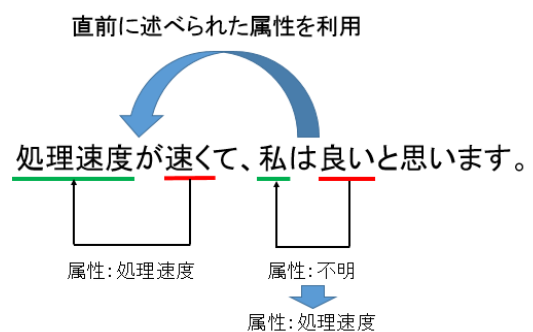 直前に述べられた属性を利用
処理速度が速くて、私は良いと思います。
属性：処理速度
属性：不明
属性：処理速度